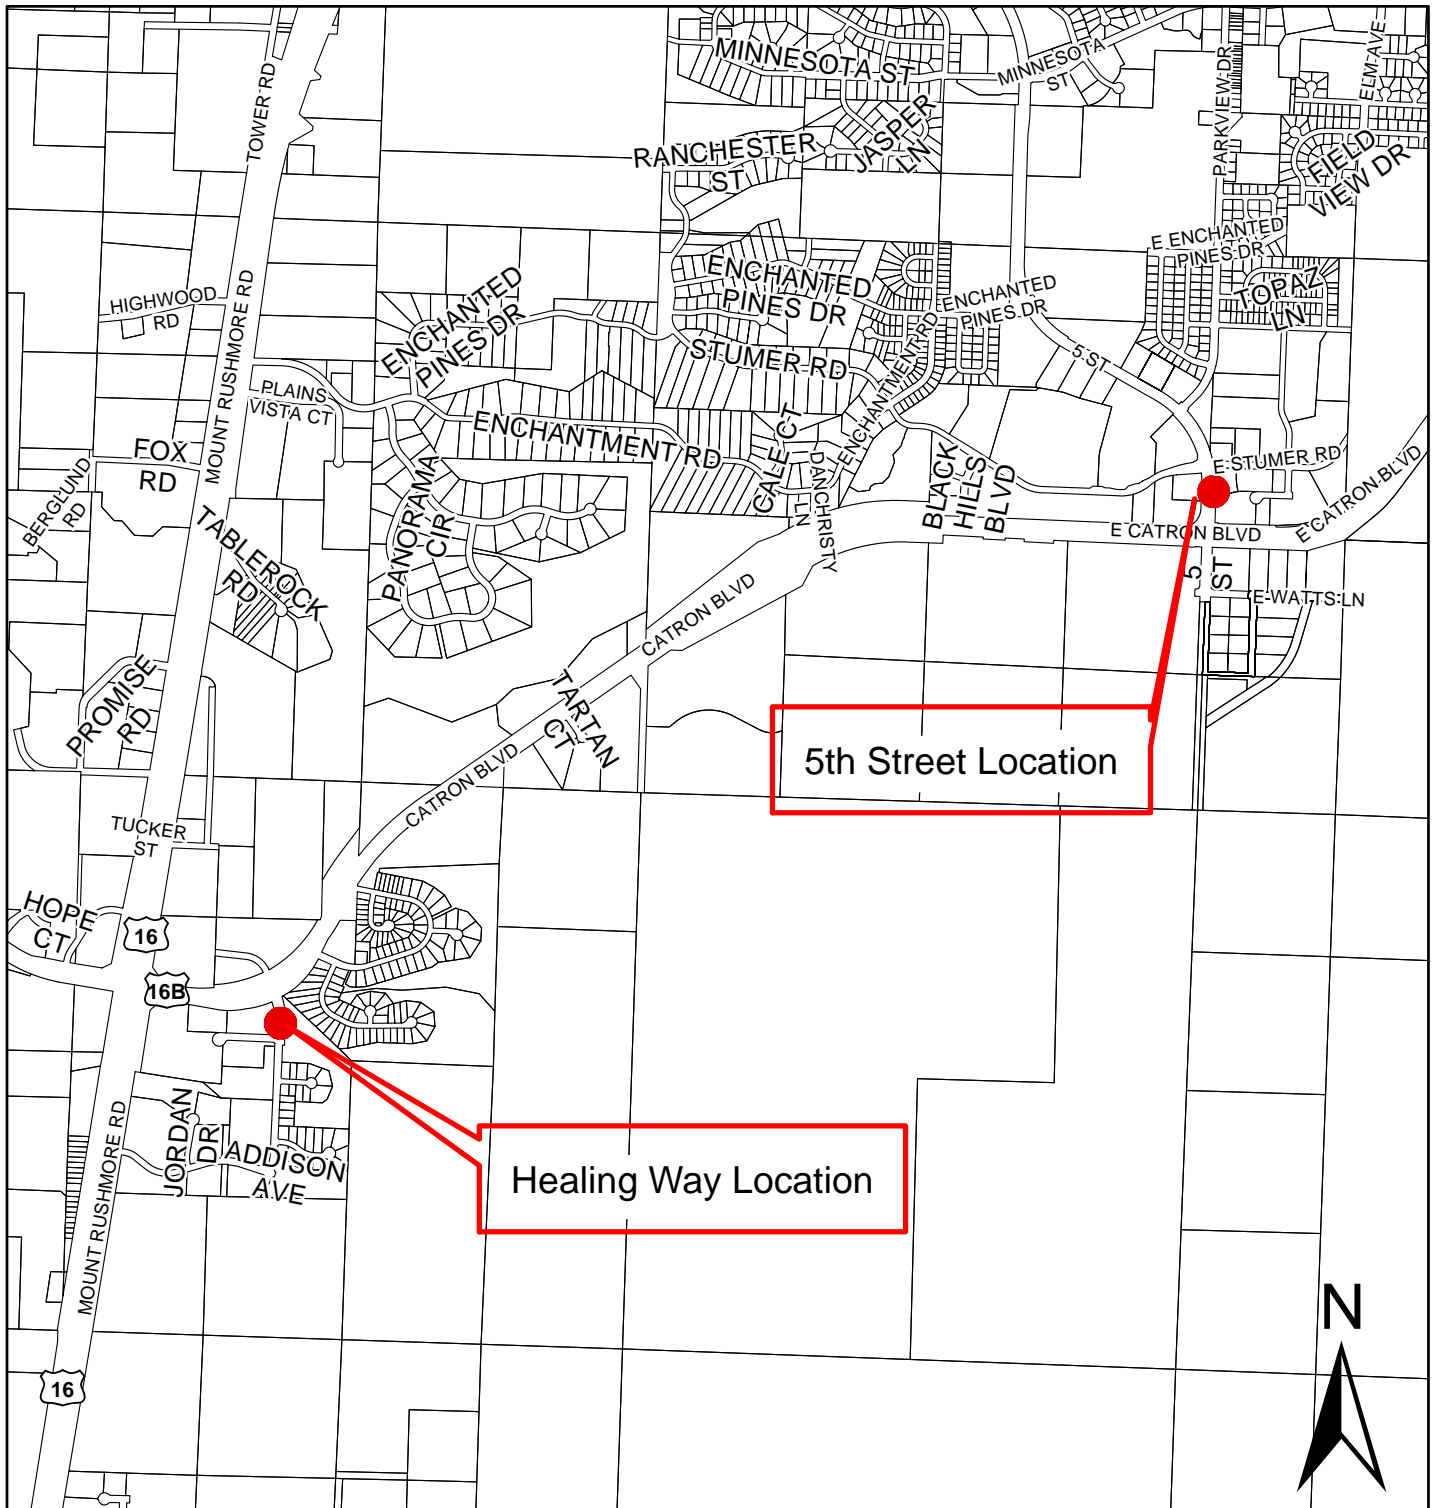 MINNESOTA ST
MINNESOTA
ST
ELM AVE
PARKVIEW DR
TOWER RD
JASPER
LN
RANCHESTER
ST
FIELD
VIEW DR
E ENCHANTED
PINES DR
ENCHANTED
PINES DR
ENCHANTED
PINES DR
ENCHANTED
PINES DR
TOPAZ
LN
HIGHWOOD
RD
MOUNT RUSHMORE RD
STUMER RD
5 ST
ENCHANTMENT RD
PLAINS
VISTA CT
ENCHANTMENT RD
CALE CT
FOX
RD
BERGLUND
RD
PANORAMA
CIR
DANCHRISTY
LN
BLACK
HILLS
BLVD
E STUMER RD
E CATRON BLVD
E CATRON BLVD
TABLEROCK
RD
5
ST
E WATTS LN
CATRON BLVD
PROMISE
RD
TARTAN
CT
5th Street Location
CATRON BLVD
TUCKER
ST
HOPE
CT
16
16B
JORDAN
DR
ADDISON
AVE
MOUNT RUSHMORE RD
Healing Way Location
N
16